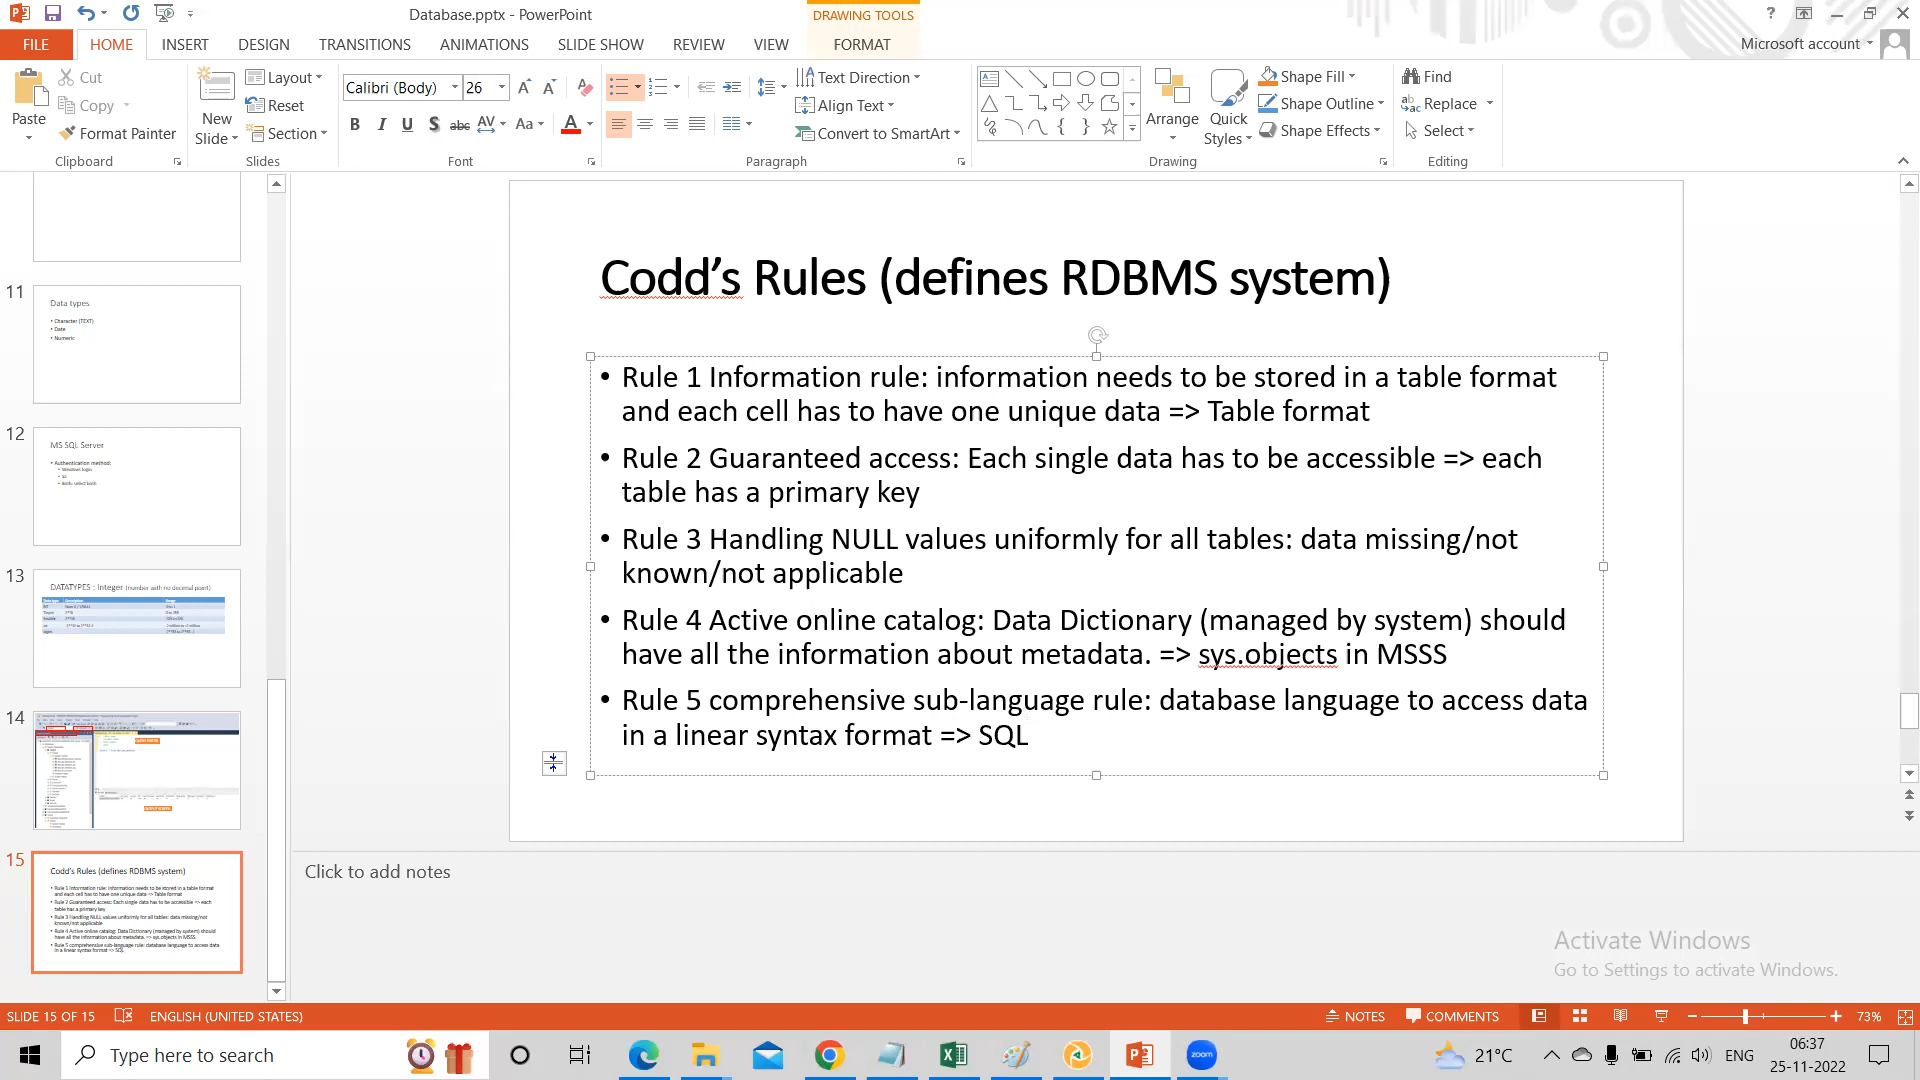 Database.pptx - PowerPoint
DRAWING TOOLS
?
FILE
HOME
INSERT
DESIGN
TRANSITIONS
ANIMATIONS
SLIDE SHOW
REVIEW
VIEW
FORMAT
Microsoft account
Paste
Cut
Copy
Format Painter
Clipboard
New
Slide
Layout
Reset
Section
Slides
Calibri (Body)
26
B I U S abc AV Aa A
Font
Text Direction
Align Text
Convert to SmartArt
Paragraph
Arrange
Quick
Styles
Shape Fill
Shape Outline
Shape Effects
Drawing
Find
Replace
Select
Editing
11
Data types
• Character (TEXT)
• Date
• Numeric
12
MS SQL Server
• Authentication method:
• Windows login
• Sa
• Both: select both
13
DATATYPES : Integer (number with no decimal point)
14
15
Codd's Rules (defines RDBMS system)
• Rule 1 Information rule: information needs to be stored in a table format
and each cell has to have one unique data => Table format
• Rule 2 Guaranteed access: Each single data has to be accessible => each
table has a primary key
• Rule 3 Handling NULL values uniformly for all tables: data missing/not
known/not applicable
• Rule 4 Active online catalog: Data Dictionary (managed by system) should
have all the information about metadata. => sys.objects in MSSS.
• Rule 5 comprehensive sub-language rule: database language to access data
in a linear syntax format => SQL
Codd’s Rules (defines RDBMS system)
• Rule 1 Information rule: information needs to be stored in a table format
and each cell has to have one unique data => Table format
• Rule 2 Guaranteed access: Each single data has to be accessible => each
table has a primary key
• Rule 3 Handling NULL values uniformly for all tables: data missing/not
known/not applicable
• Rule 4 Active online catalog: Data Dictionary (managed by system) should
have all the information about metadata. => sys.objects in MSSS
• Rule 5 comprehensive sub-language rule: database language to access data
in a linear syntax format => SQL
Click to add notes
Activate Windows
Go to Settings to activate Windows.
SLIDE 15 OF 15
ENGLISH (UNITED STATES)
NOTES
COMMENTS
73%
Type here to search
zoom
21°C
ENG
06:37
25-11-2022